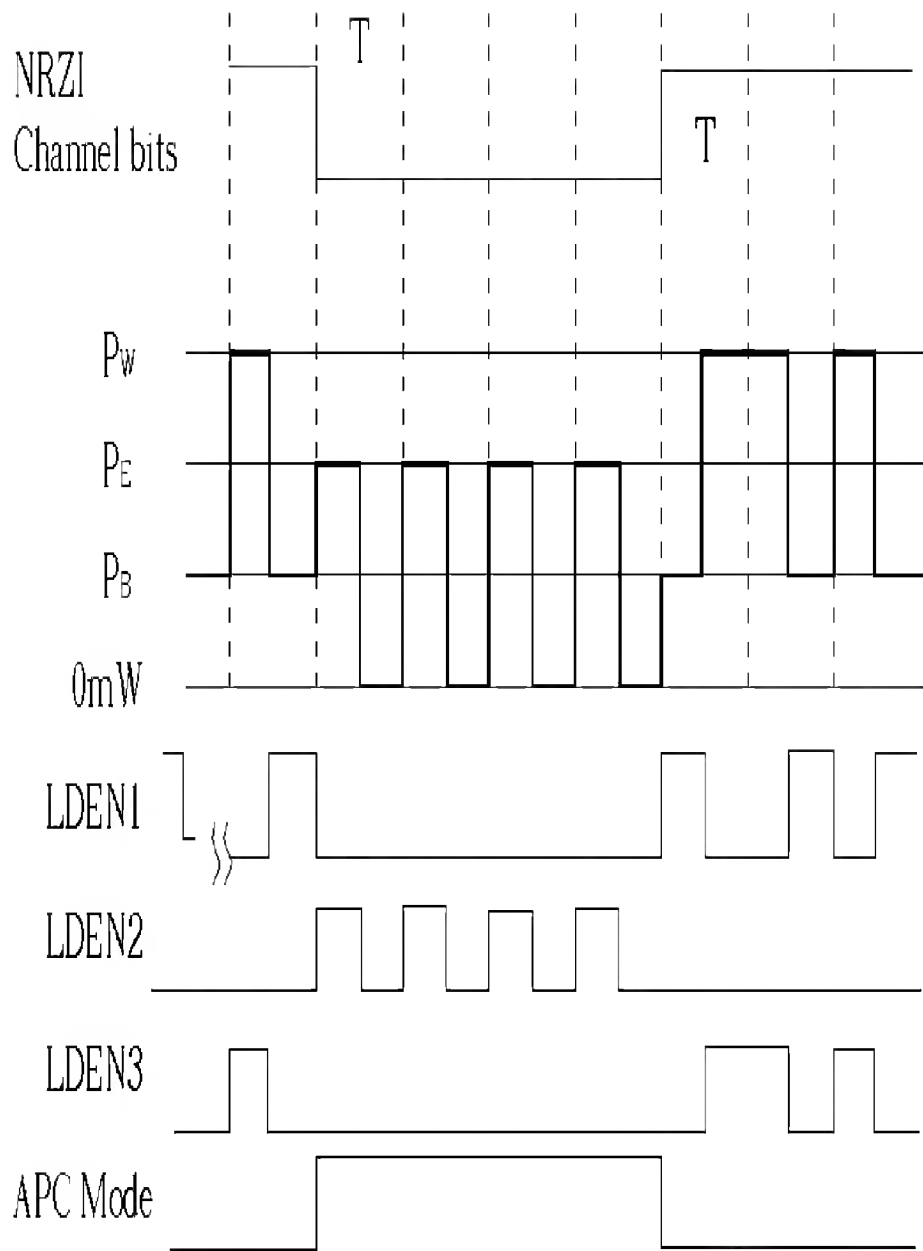 T
NRZI
Channel bits
T
PW
PE
PB
0mW
LDEN1
LDEN2
LDEN3
APC Mode